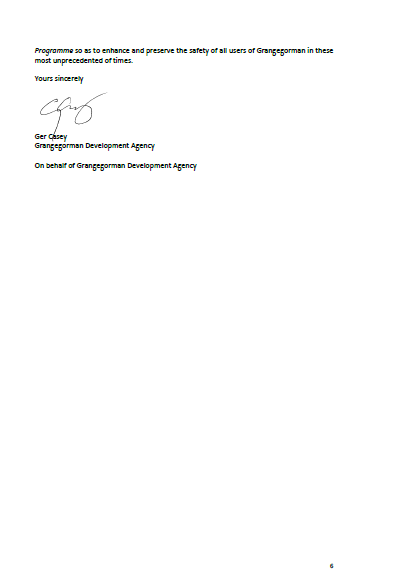 Programme so as to enhance and preserve the safety of all users of Grangegorman in these
most unprecedented of times.
Yours sincerely
Ger Casey
Grangegorman Development Agency
On behalf of Grangegorman Development Agency
6